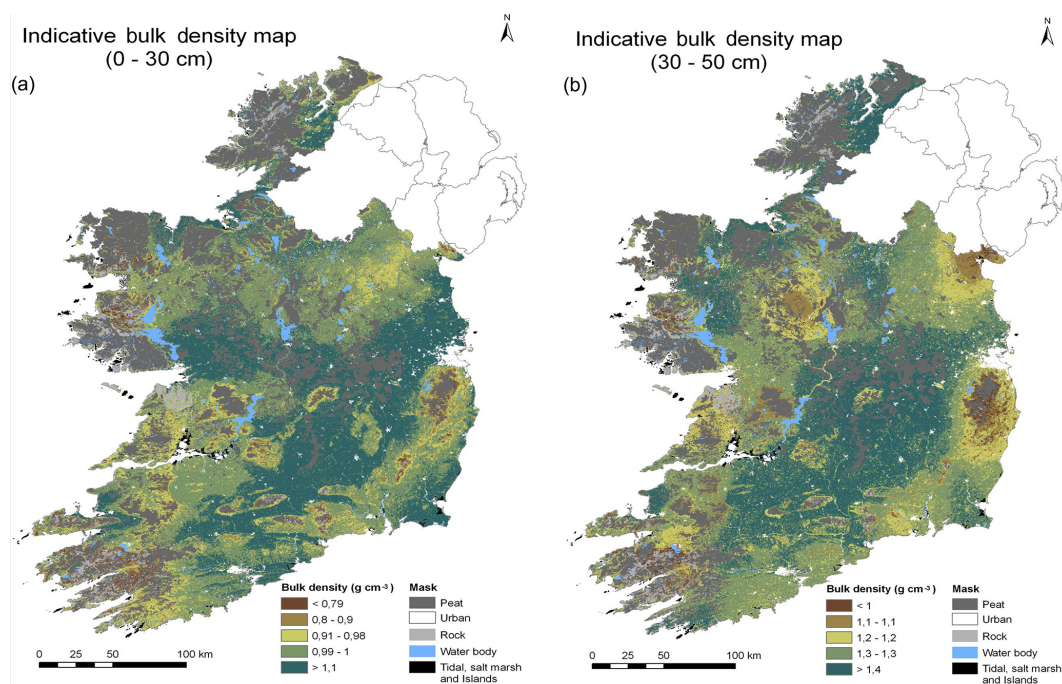 Indicative bulk density map
(0 - 30 cm)
(a)
N
Bulk density (g cm⁻³)
< 0,79
0,8 - 0,9
0,91 - 0,98
0,99 - 1
> 1,1
Mask
Peat
Urban
Rock
Water body
Tidal, salt marsh
and Islands
0 25 50 100 km
Indicative bulk density map
(30 - 50 cm)
(b)
N
Bulk density (g cm⁻³)
< 1
1,1 - 1,1
1,2 - 1,2
1,3 - 1,3
> 1,4
Mask
Peat
Urban
Rock
Water body
Tidal, salt marsh
and Islands
0 25 50 100 km